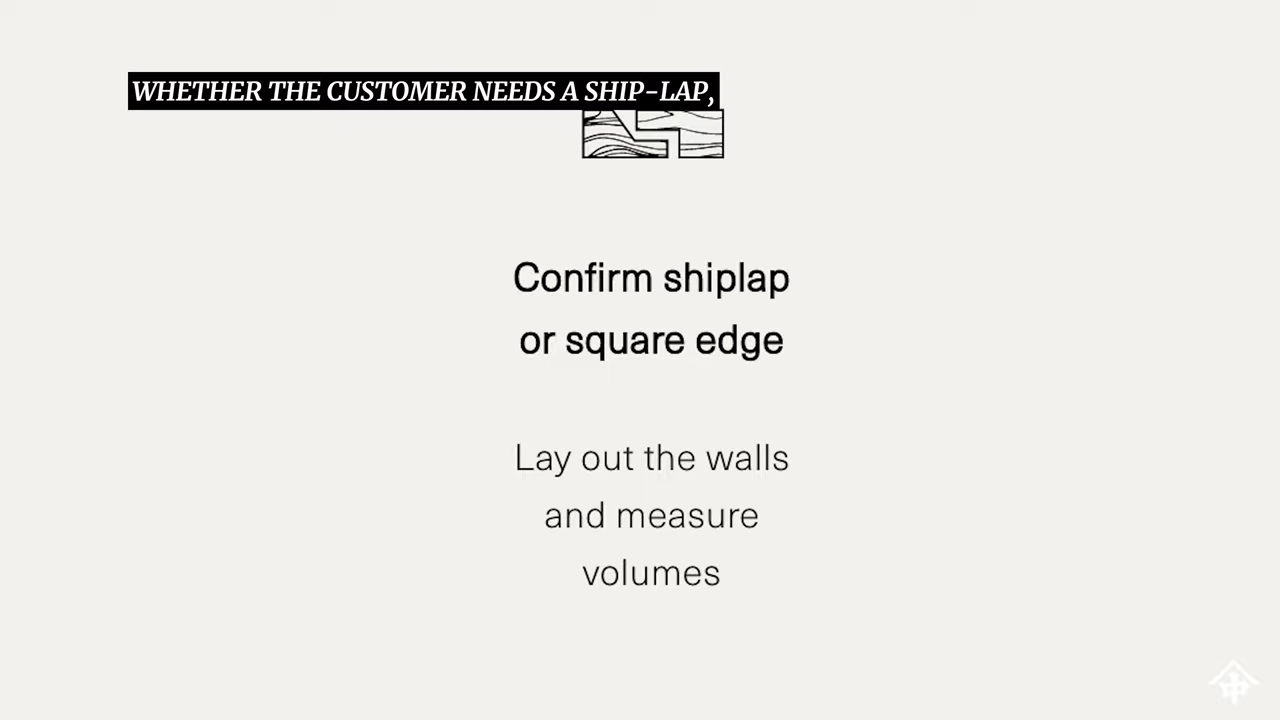 WHETHER THE CUSTOMER NEEDS A SHIP-LAP,
Confirm shiplap
or square edge
Lay out the walls
and measure
volumes